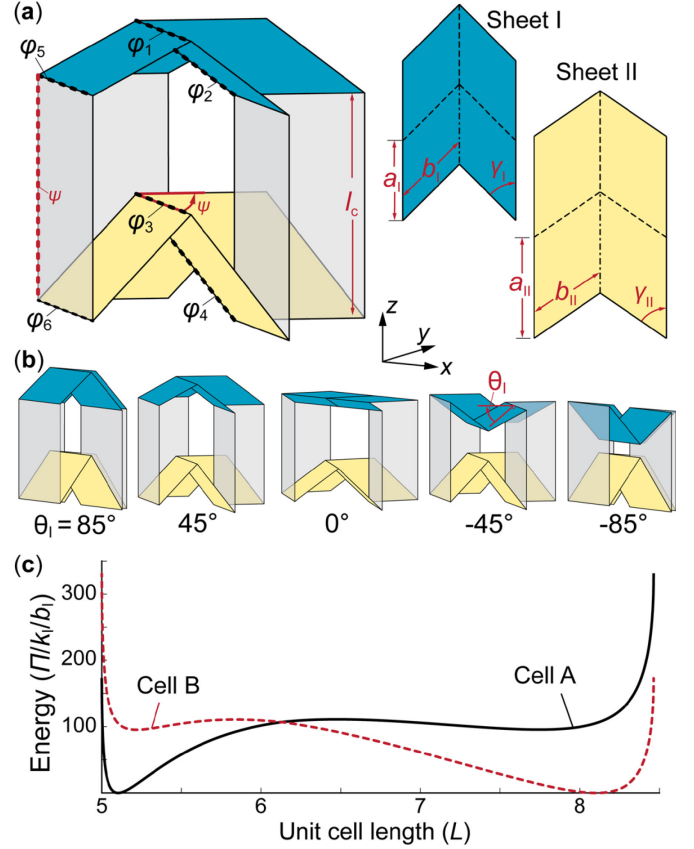 (a)
φ1
φ5
φ2
ψ
φ3
ψ
lc
φ6
φ4
Sheet I
aI
bI
γI
Sheet II
aII
bII
γII
z
y
x
(b)
θI
θI = 85°
45°
0°
-45°
-85°
(c)
Energy (Π/kI/bI)
300
200
100
Cell B
Cell A
5
6
7
8
Unit cell length (L)